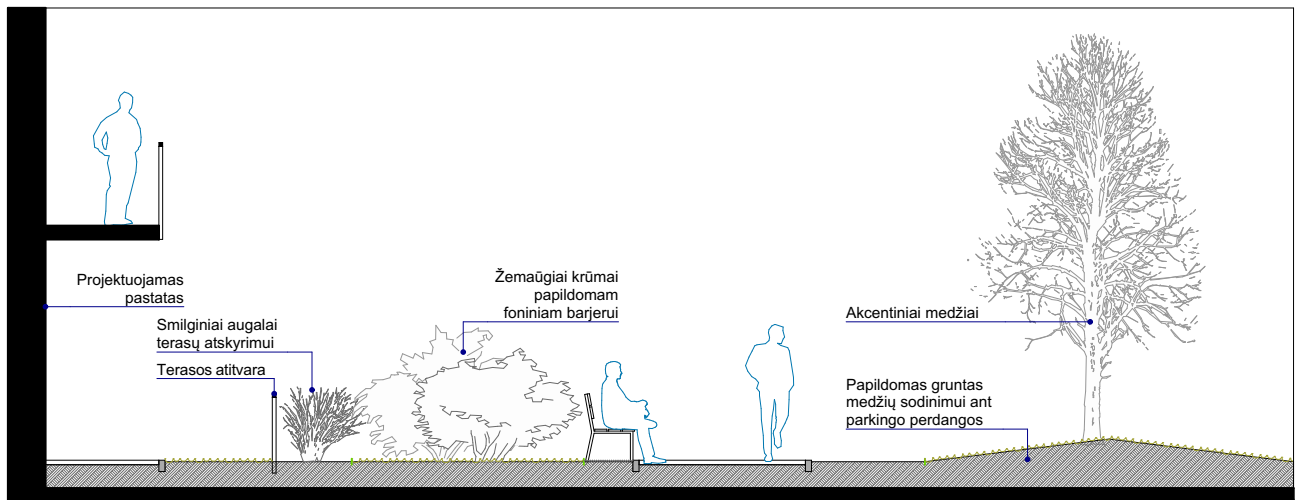 Projektuojamas
pastatas
Smilginiai augalai
terasų atskyrimui
Terasos atitvara
Žemaūgiai krūmai
papildomam
foniniam barjerui
Akcentiniai medžiai
Papildomas gruntas
medžių sodinimui ant
parkingo perdangos